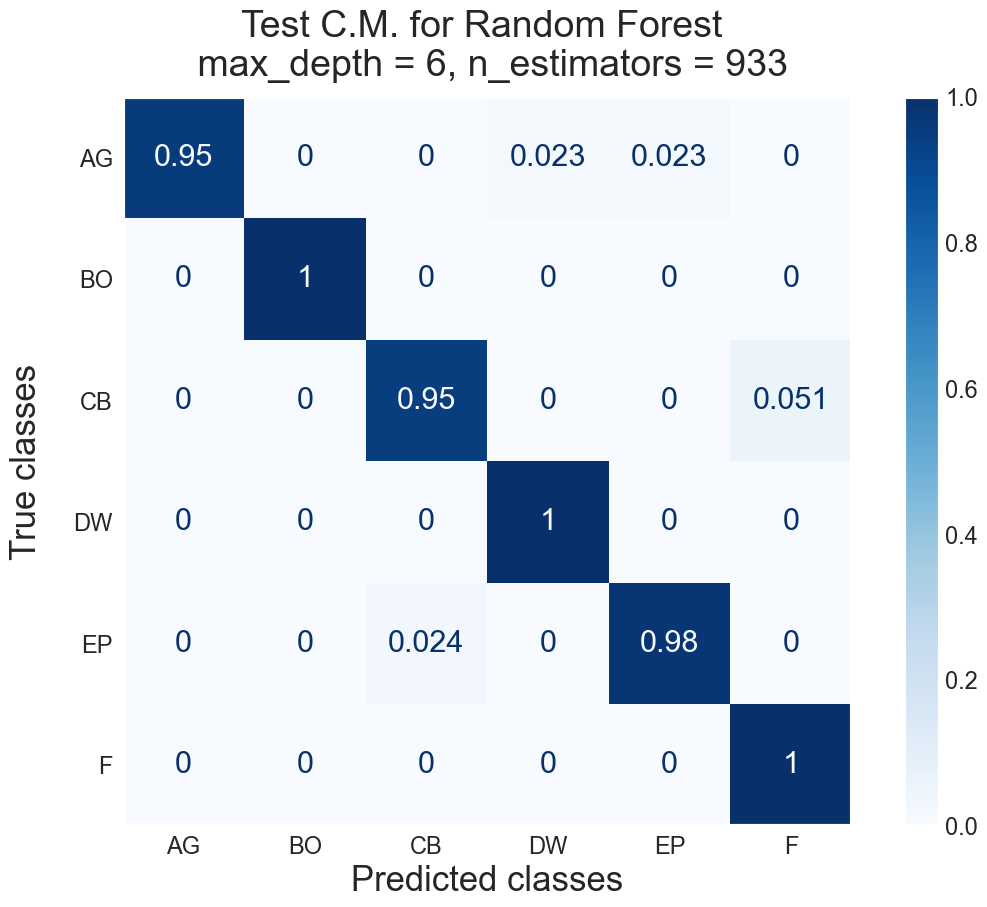 Test C.M. for Random Forest
max_depth = 6, n_estimators = 933
1.0
AG 0.95 0 0 0.023 0.023 0
0.8
BO 0 1 0 0 0 0
0.6
CB 0 0 0.95 0 0 0.051
True classes
DW 0 0 0 1 0 0
0.4
EP 0 0 0.024 0 0.98 0
0.2
F 0 0 0 0 0 1
0.0
AG BO CB DW EP F
Predicted classes